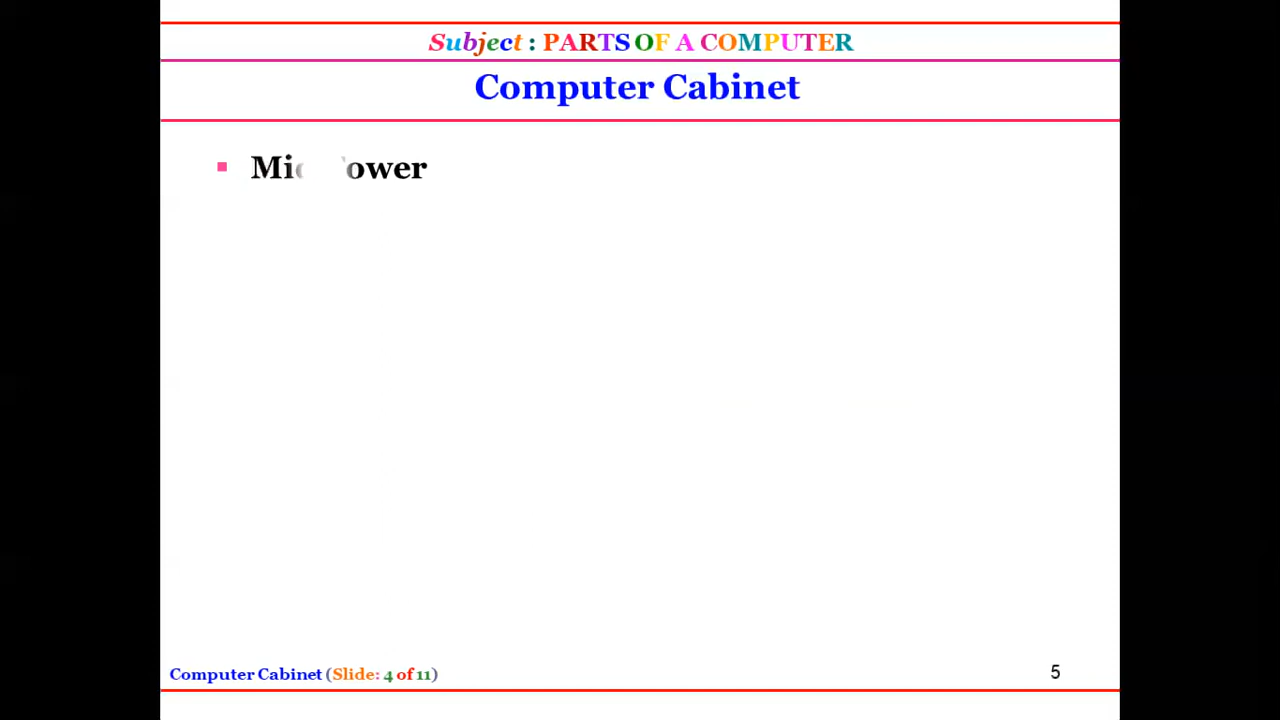 Subject : PARTS OF A COMPUTER
Computer Cabinet
Computer Cabinet (Slide: 4 of 11)
5